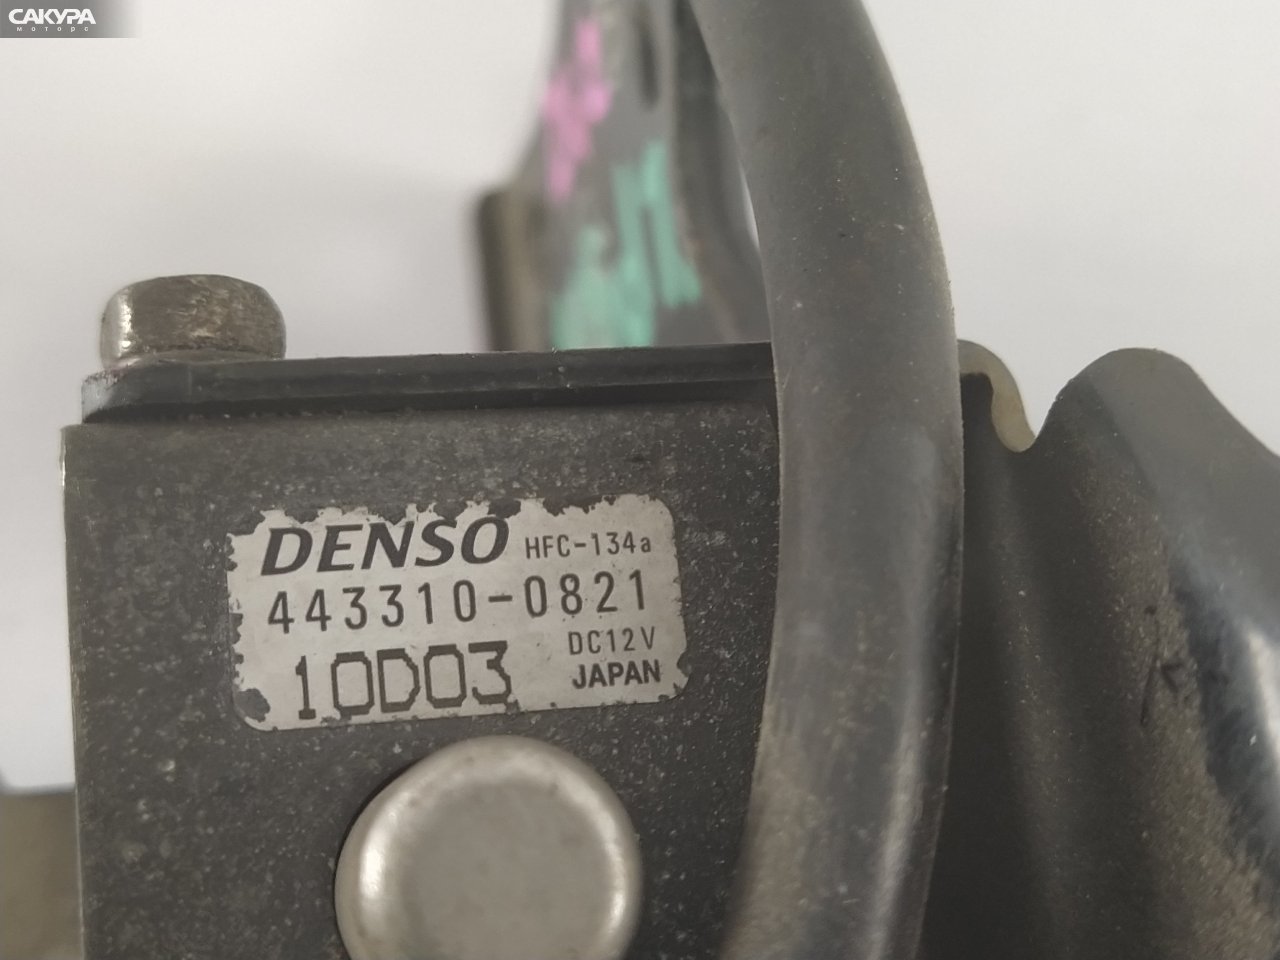 САКУРА
моторс
DENSO HFC-134a
443310-0821
DC12V
10D03 JAPAN